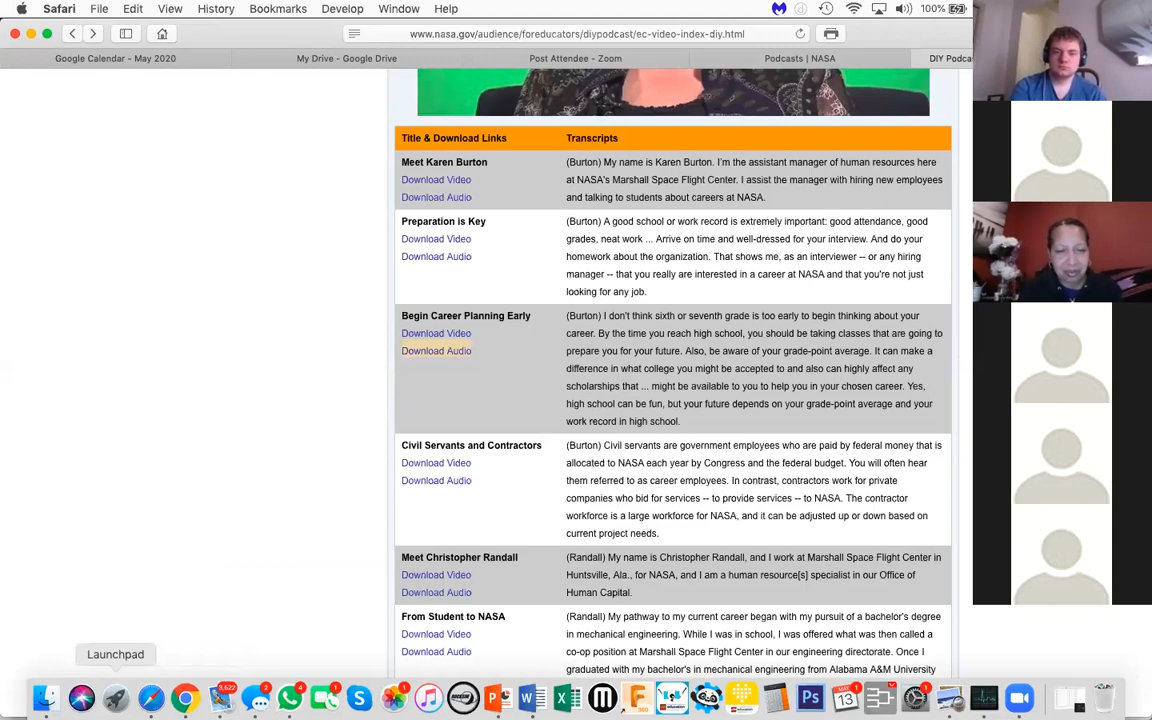 Safari File Edit View History Bookmarks Develop Window Help 100%
www.nasa.gov/audience/foreducators/diypodcast/ec-video-index-diy.html
Google Calendar - May 2020 My Drive - Google Drive Post Attendee - Zoom Podcasts | NASA DIY Podca
Title & Download Links Transcripts
Meet Karen Burton
Download Video
Download Audio
(Burton) My name is Karen Burton. I'm the assistant manager of human resources here
at NASA's Marshall Space Flight Center. I assist the manager with hiring new employees
and talking to students about careers at NASA.
Preparation is Key
Download Video
Download Audio
(Burton) A good school or work record is extremely important: good attendance, good
grades, neat work ... Arrive on time and well-dressed for your interview. And do your
homework about the organization. That shows me, as an interviewer -- or any hiring
manager -- that you really are interested in a career at NASA and that you're not just
looking for any job.
Begin Career Planning Early
Download Video
Download Audio
(Burton) I don't think sixth or seventh grade is too early to begin thinking about your
career. By the time you reach high school, you should be taking classes that are going to
prepare you for your future. Also, be aware of your grade-point average. It can make a
difference in what college you might be accepted to and also can highly affect any
scholarships that ... might be available to you to help you in your chosen career. Yes,
high school can be fun, but your future depends on your grade-point average and your
work record in high school.
Civil Servants and Contractors
Download Video
Download Audio
(Burton) Civil servants are government employees who are paid by federal money that is
allocated to NASA each year by Congress and the federal budget. You will often hear
them referred to as career employees. In contrast, contractors work for private
companies who bid for services -- to provide services -- to NASA. The contractor
workforce is a large workforce for NASA, and it can be adjusted up or down based on
current project needs.
Meet Christopher Randall
Download Video
Download Audio
(Randall) My name is Christopher Randall, and I work at Marshall Space Flight Center in
Huntsville, Ala., for NASA, and I am a human resource[s] specialist in our Office of
Human Capital.
From Student to NASA
Download Video
Download Audio
(Randall) My pathway to my current career began with my pursuit of a bachelor's degree
in mechanical engineering. While I was in school, I was offered what was then called a
co-op position at Marshall Space Flight Center in our engineering directorate. Once I
graduated with my bachelor's in mechanical engineering from Alabama A&M University
Launchpad